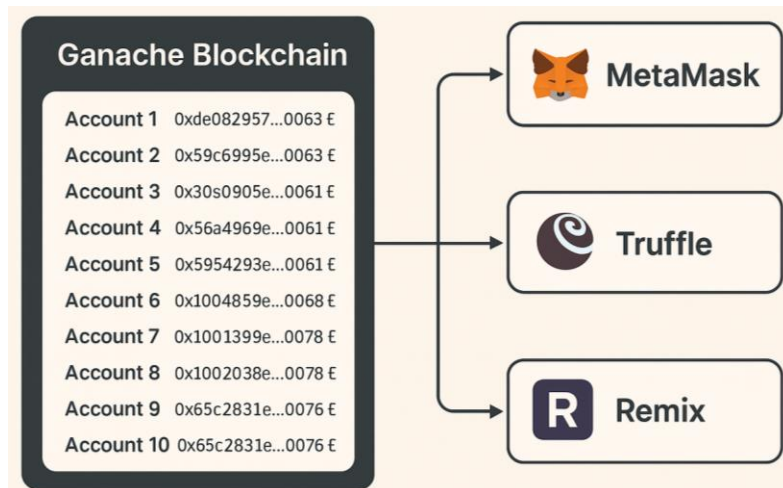 Ganache Blockchain
Account 1 0xde082957...0063 £
Account 2 0x59c6995e...0063 £
Account 3 0x30s0905e...0061 £
Account 4 0x56a4969e...0061 £
Account 5 0x5954293e...0061 £
Account 6 0x1004859e...0068 £
Account 7 0x1001399e...0078 £
Account 8 0x1002038e...0078 £
Account 9 0x65c2831e...0076 £
Account 10 0x65c2831e...0076 £
MetaMask
Truffle
R Remix